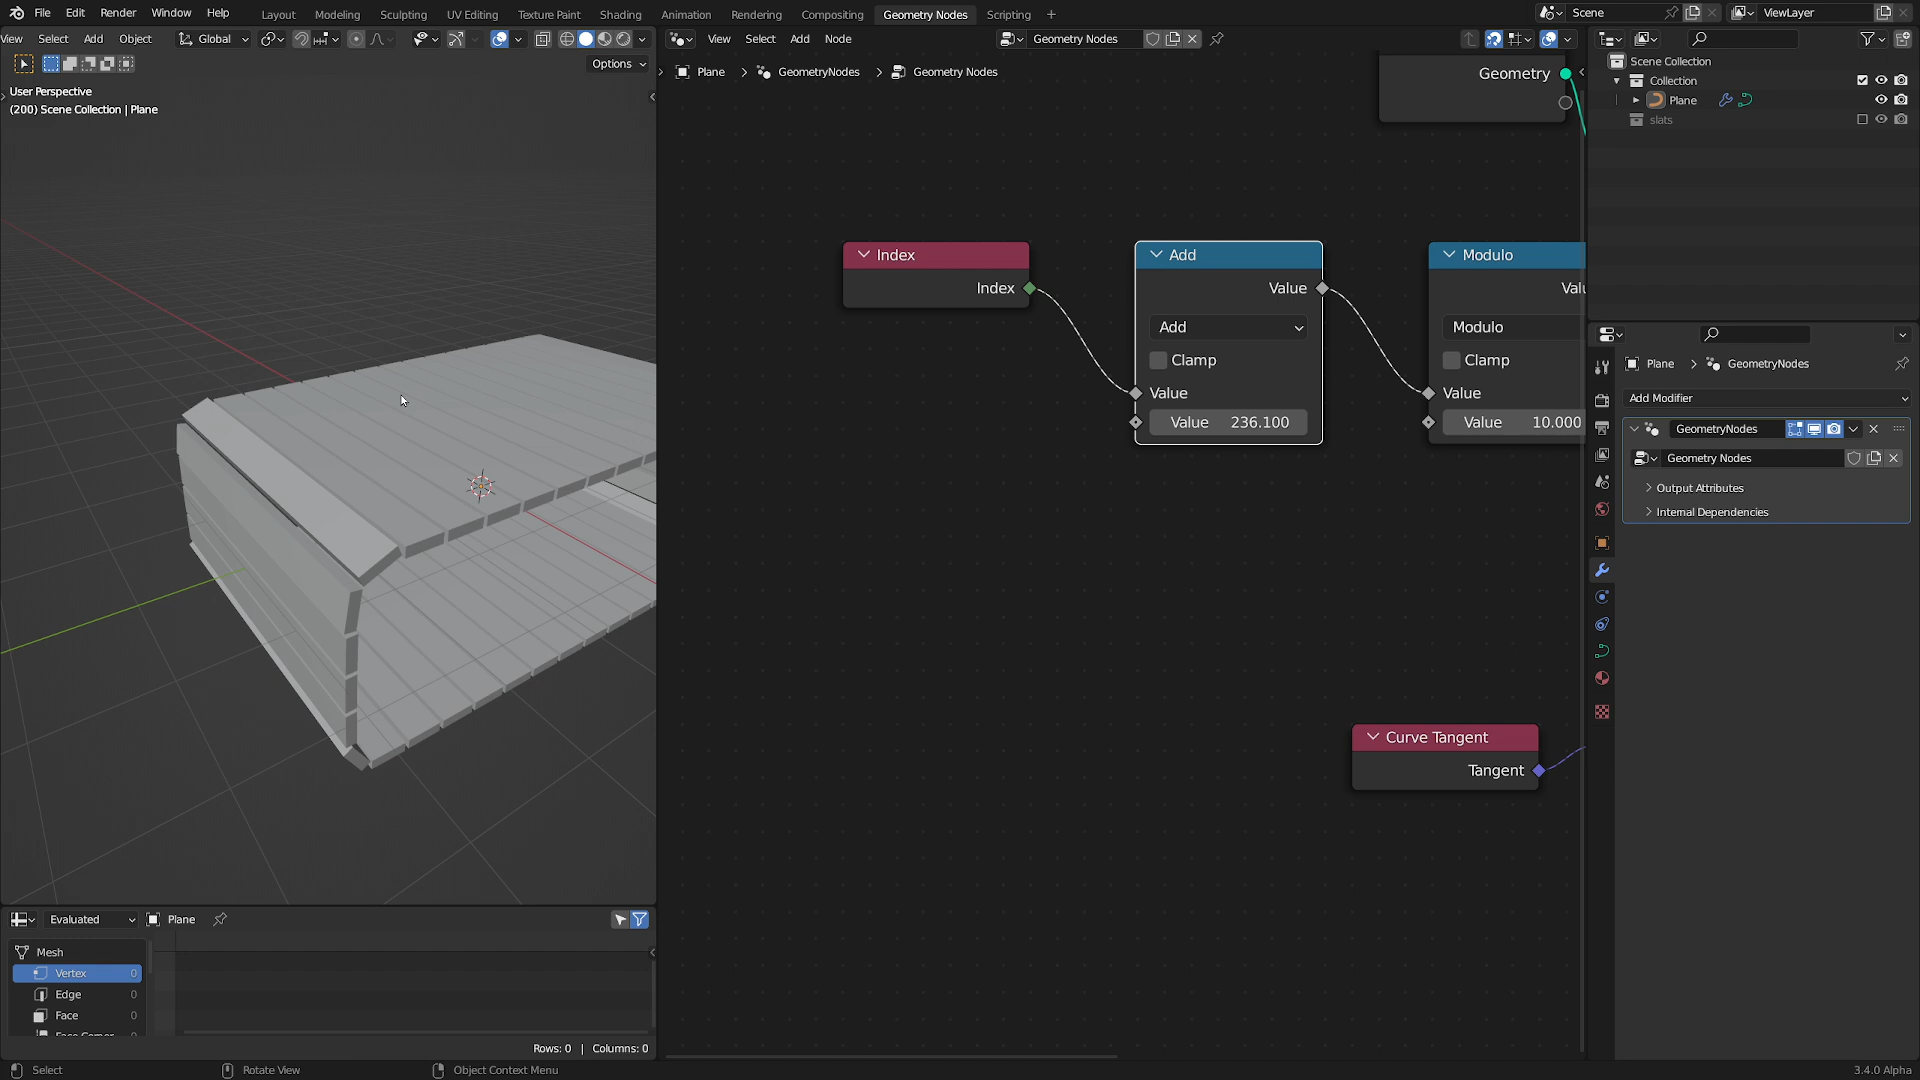 File Edit Render Window Help Layout Modeling Sculpting UV Editing Texture Paint Shading Animation Rendering Compositing Geometry Nodes Scripting Scene ViewLayer
View Select Add Object Global
View Select Add Node Geometry Nodes
Options
Plane GeometryNodes Geometry Nodes
User Perspective
(200) Scene Collection | Plane
Geometry
Index
Index
Add
Value
Add
Clamp
Value
Value 236.100
Modulo
Modulo
Clamp
Value
Value 10.000
Curve Tangent
Tangent
Scene Collection
Collection
Plane
slats
Plane GeometryNodes
Add Modifier
GeometryNodes
Geometry Nodes
Output Attributes
Internal Dependencies
Evaluated Plane
Mesh
Vertex 0
Edge 0
Face 0
Rows: 0 | Columns: 0
Select Rotate View Object Context Menu 3.4.0 Alpha